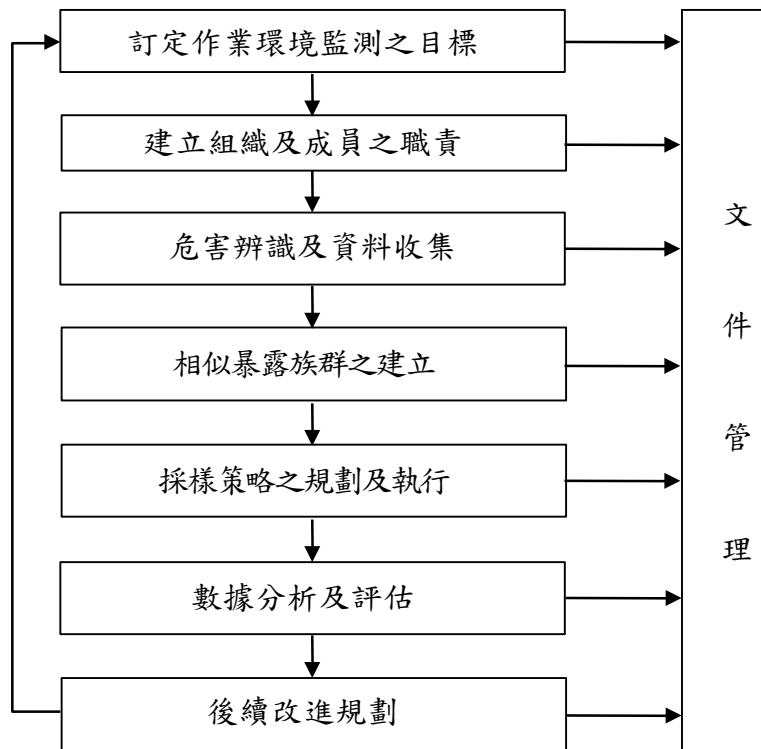 訂定作業環境監測之目標
建立組織及成員之職責
危害辨識及資料收集
相似暴露族群之建立
採樣策略之規劃及執行
數據分析及評估
後續改進規劃
文件管理